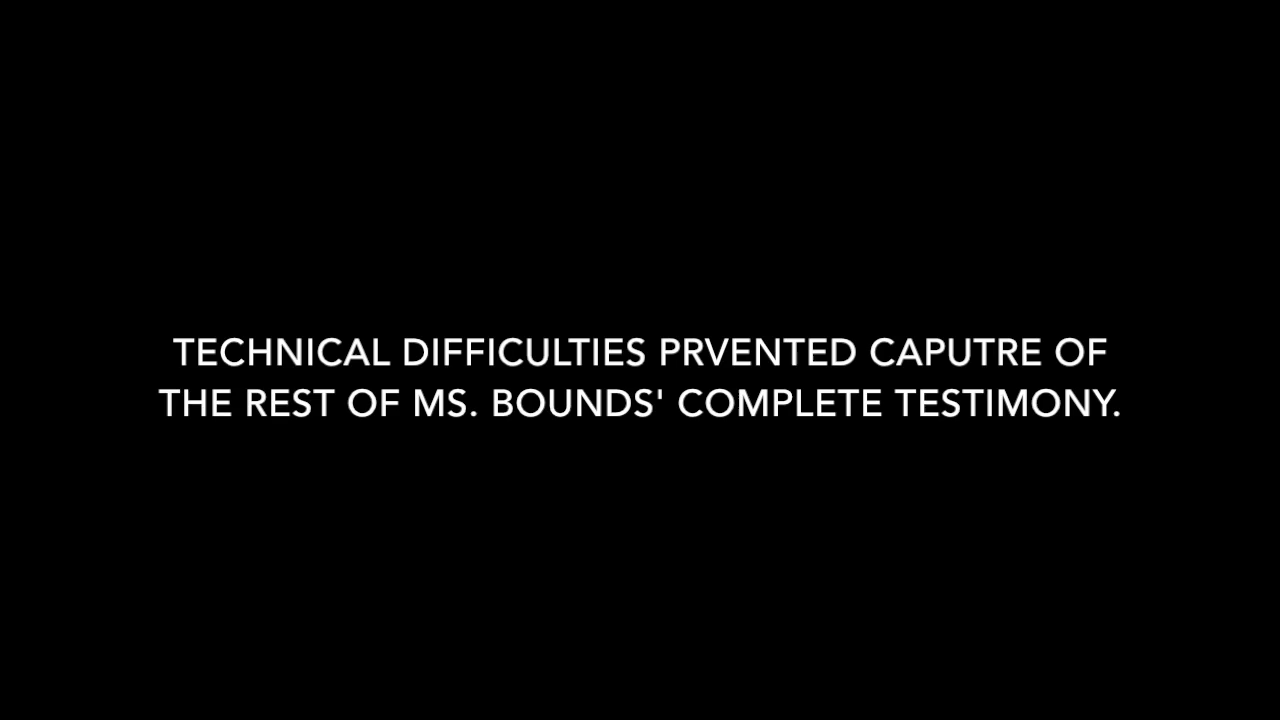 TECHNICAL DIFFICULTIES PRVENTED CAPUTRE OF
THE REST OF MS. BOUNDS' COMPLETE TESTIMONY.